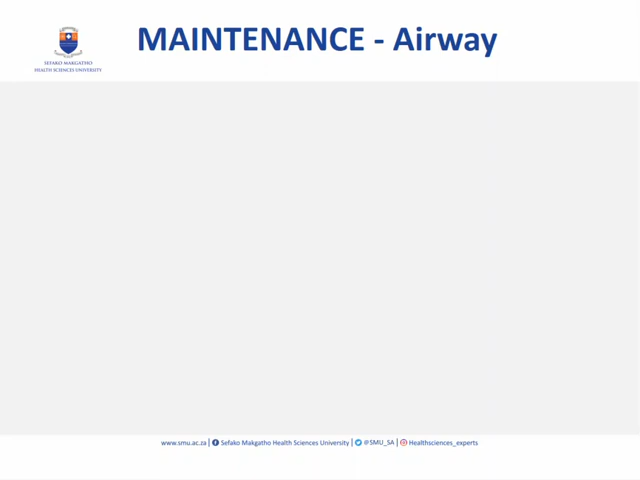 MAINTENANCE - Airway
SEFAKO MAKGATHO
HEALTH SCIENCES UNIVERSITY
www.smu.ac.za | Sefako Makgatho Health Sciences University | @SMU_SA | Healthsciences_experts